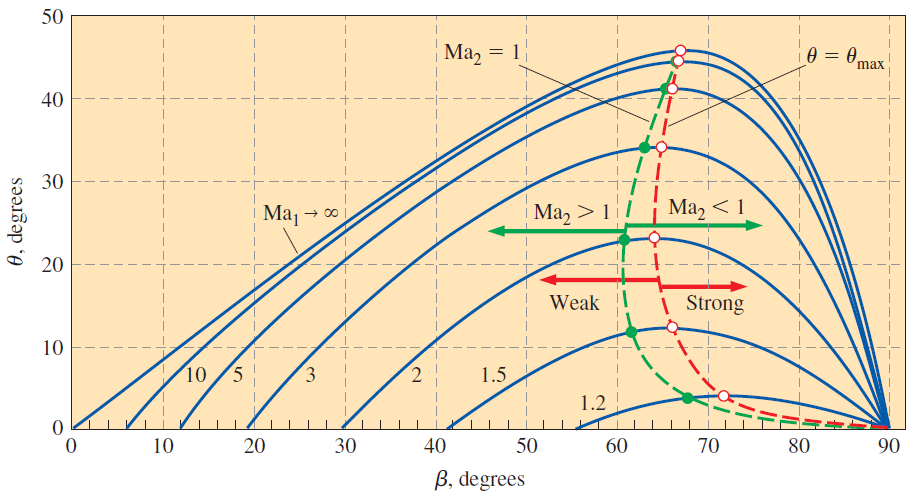 50
40
30
20
10
0
θ, degrees
0 10 20 30 40 50 60 70 80 90
β, degrees
Ma₂ = 1
θ = θmax
Ma₁ → ∞
Ma₂ > 1
Ma₂ < 1
Weak
Strong
10 5 3 2 1.5
1.2